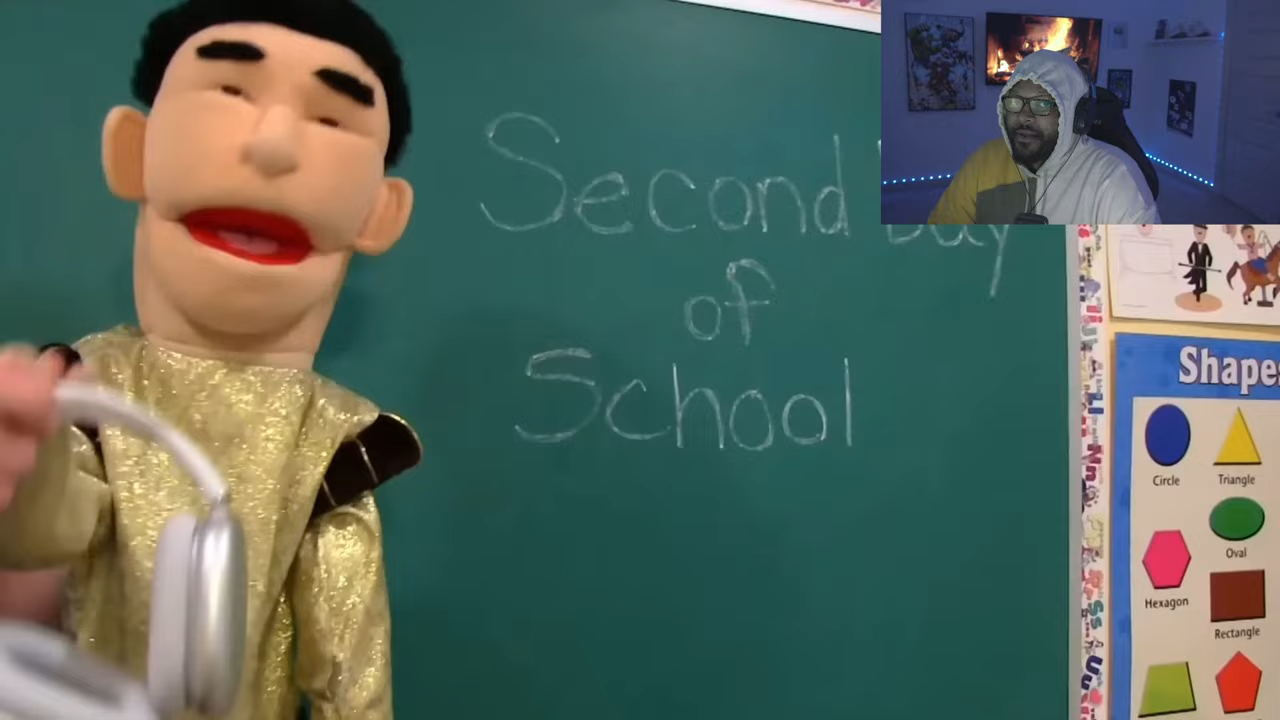 Second
of
School
Shapes
Circle
Triangle
Oval
Hexagon
Rectangle